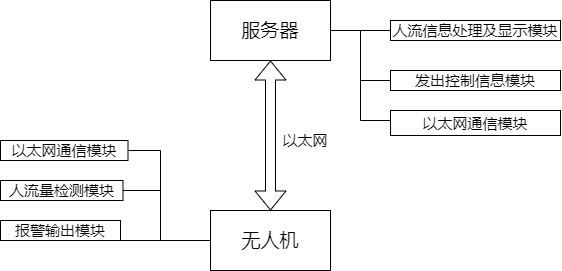 服务器
人流信息处理及显示模块
发出控制信息模块
以太网通信模块
以太网
以太网通信模块
人流量检测模块
报警输出模块
无人机